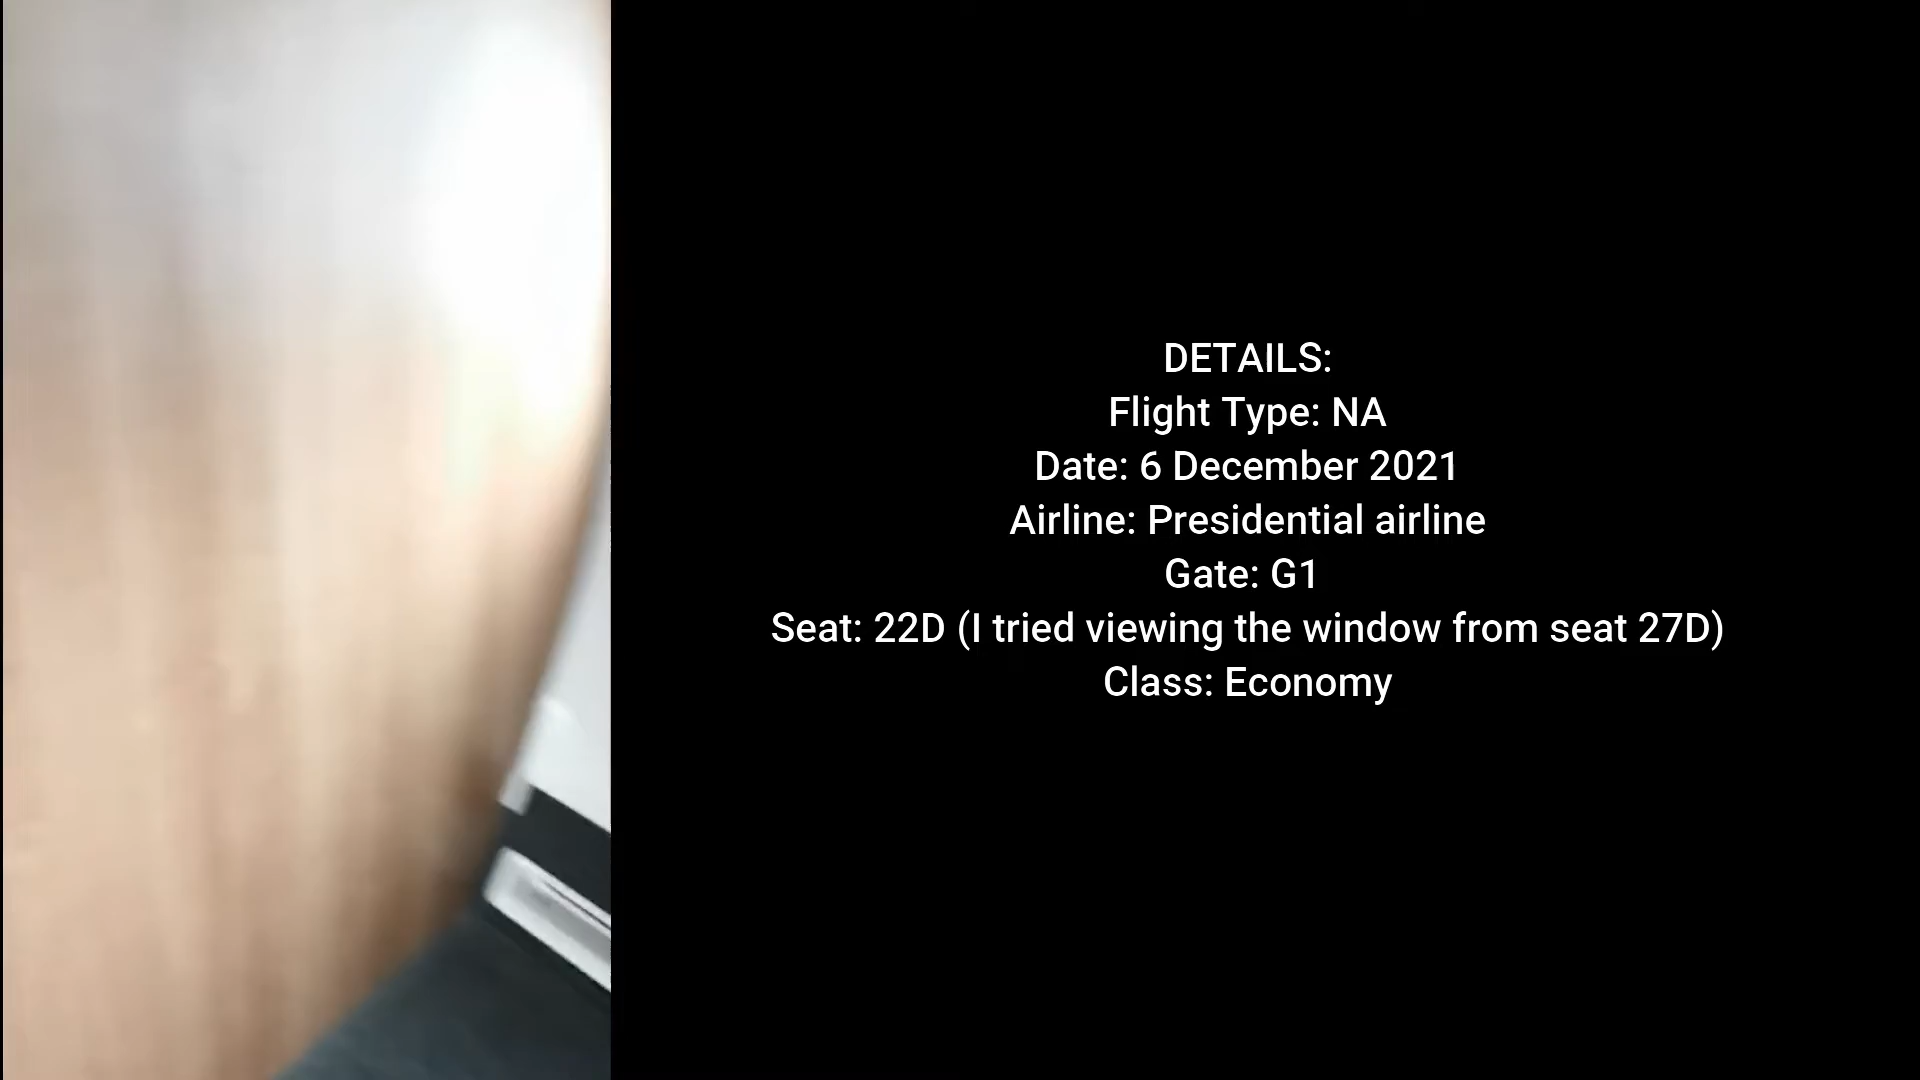 DETAILS:
Flight Type: NA
Date: 6 December 2021
Airline: Presidential airline
Gate: G1
Seat: 22D (I tried viewing the window from seat 27D)
Class: Economy